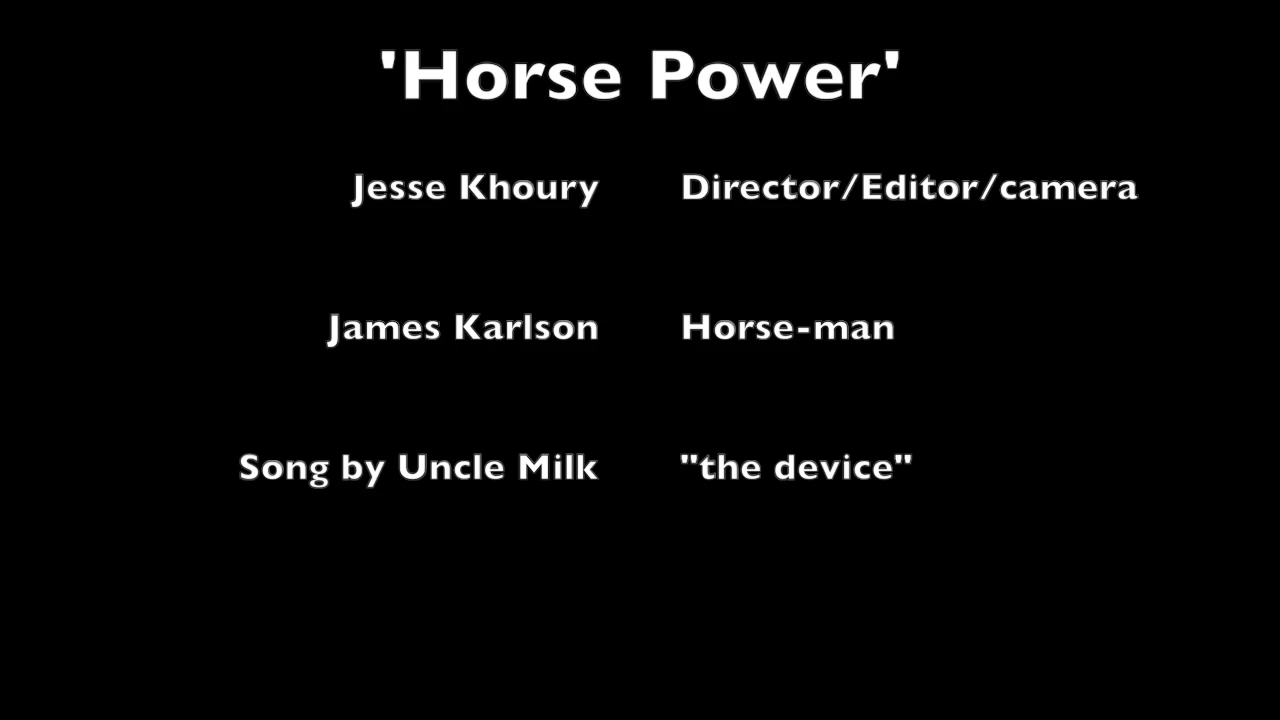 'Horse Power'
Jesse Khoury Director/Editor/camera
James Karlson Horse-man
Song by Uncle Milk "the device"